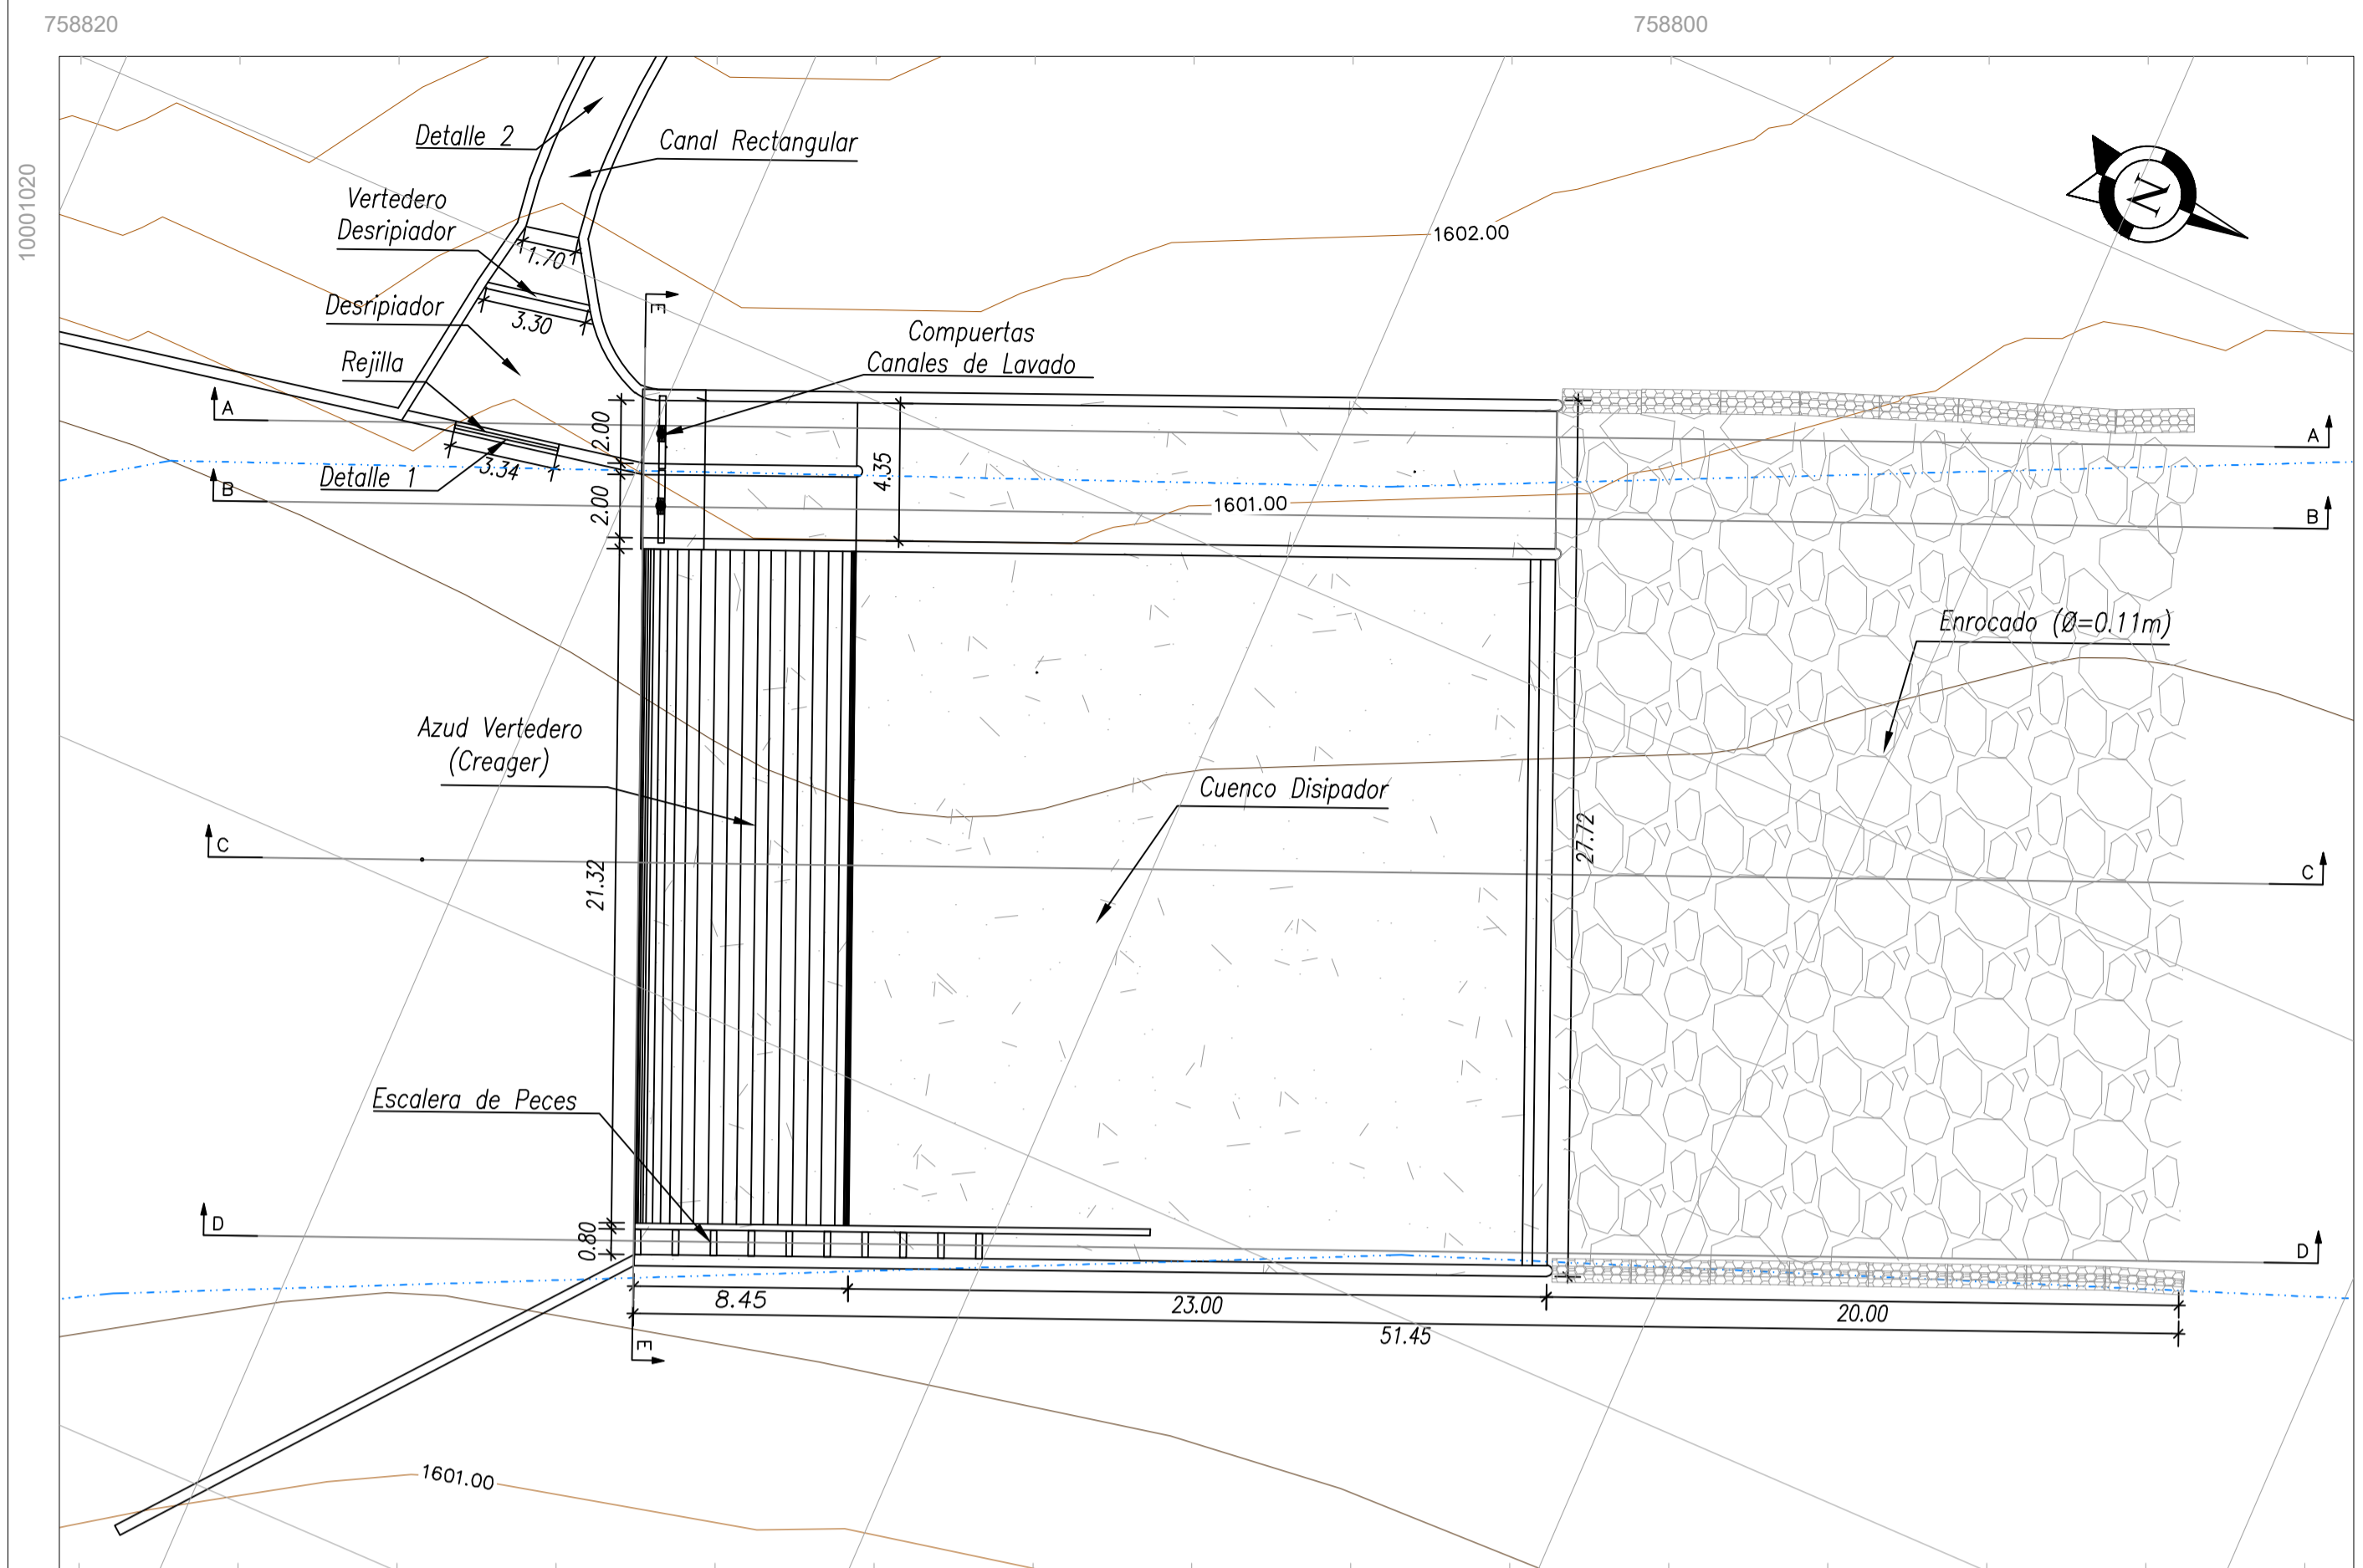 758820
758800
10001020
Detalle 2
Canal Rectangular
Vertedero
Desripiador
1.70
N
1602.00
Desripiador
3.30
E
Compuertas
Canales de Lavado
Rejilla
A
A
2.00
4.35
3.34
Detalle 1
B
B
2.00
1601.00
Enrocado (Ø=0.11m)
Azud Vertedero
(Creager)
Cuenco Disipador
27.72
C
C
21.32
Escalera de Peces
D
D
0.80
8.45
23.00
20.00
51.45
E
1601.00